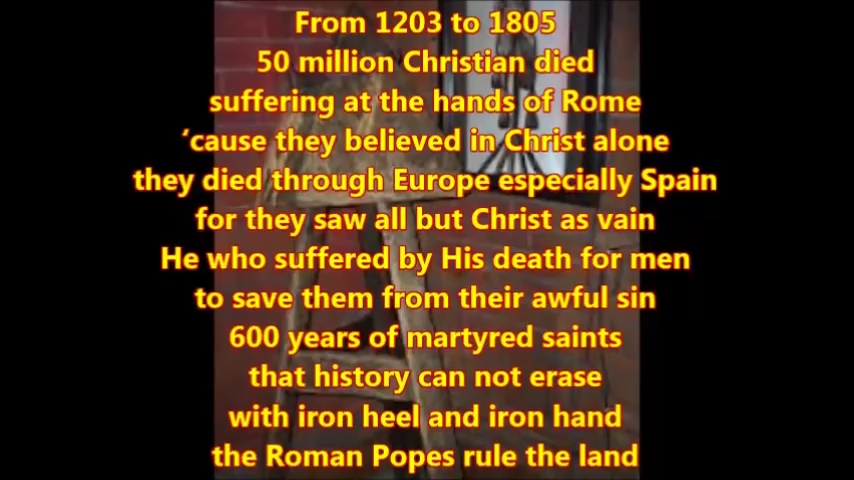 From 1203 to 1805
50 million Christian died
suffering at the hands of Rome
‘cause they believed in Christ alone
they died through Europe especially Spain
for they saw all but Christ as vain
He who suffered by His death for men
to save them from their awful sin
600 years of martyred saints
that history can not erase
with iron heel and iron hand
the Roman Popes rule the land